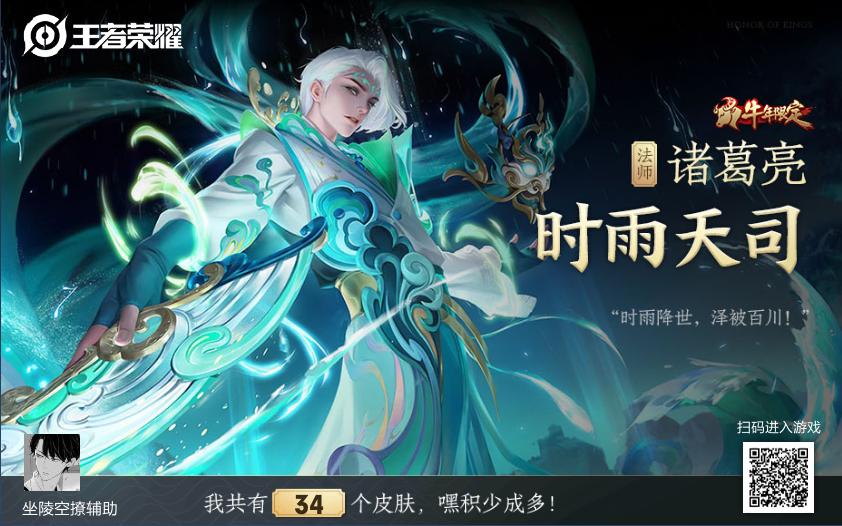 王者荣耀
HONOR OF KINGS
牛年限定
法师
诸葛亮
时雨天司
“时雨降世，泽被百川！”
扫码进入游戏
坐陵空撩辅助
我共有 34 个皮肤，嘿积少成多！